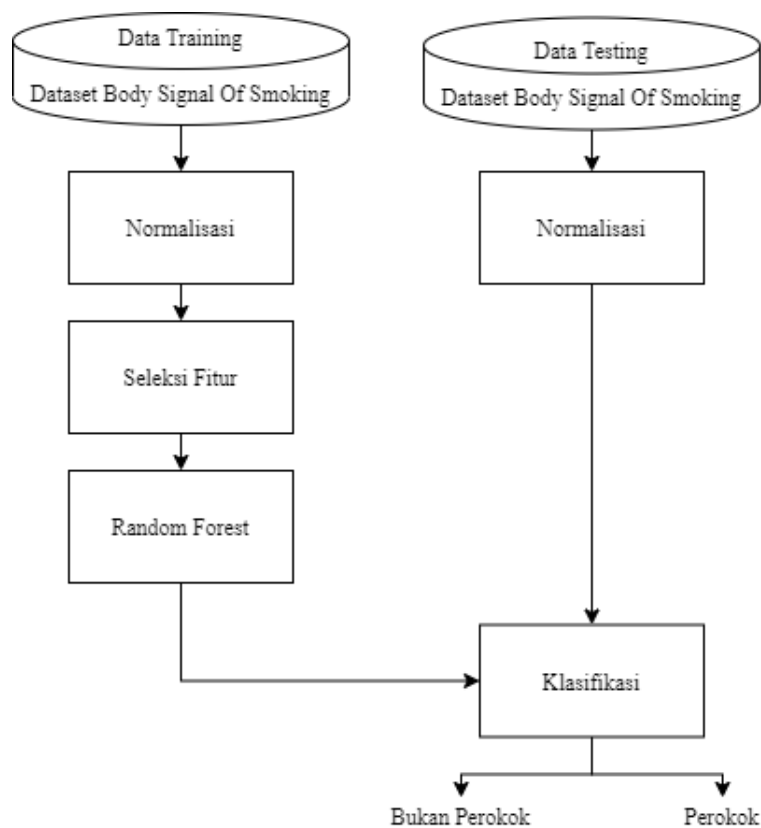 Data Training
Dataset Body Signal Of Smoking
Data Testing
Dataset Body Signal Of Smoking
Normalisasi
Normalisasi
Seleksi Fitur
Random Forest
Klasifikasi
Bukan Perokok
Perokok